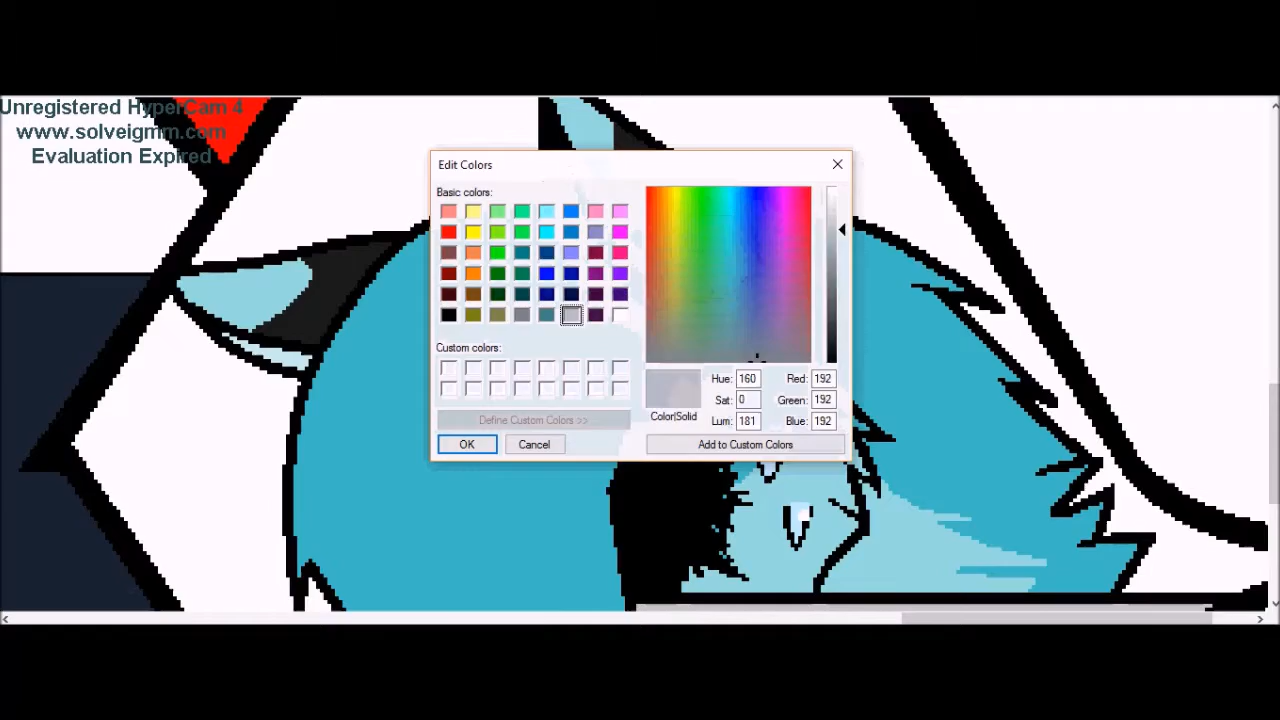 Unregistered HyperCam 4
www.solveigmm.com
Evaluation Expired
Edit Colors
Basic colors:
Custom colors:
Define Custom Colors >>
OK
Cancel
Color|Solid
Hue: 160
Sat: 0
Lum: 181
Red: 192
Green: 192
Blue: 192
Add to Custom Colors